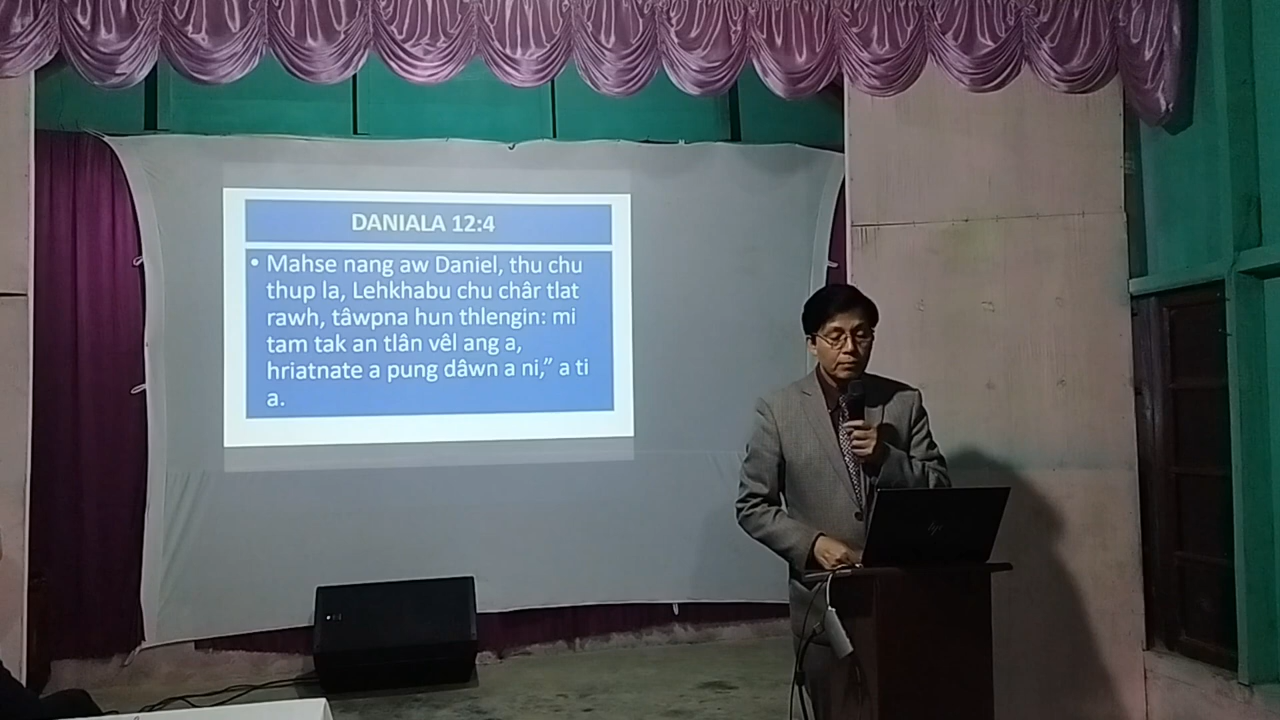 DANIALA 12:4
• Mahse nang aw Daniel, thu chu
thup la, Lehkhabu chu châr tlat
rawh, tâwpna hun thlengin: mi
tam tak an tlân vêl ang a,
hriatnate a pung dâwn a ni,” a ti
a.
hp